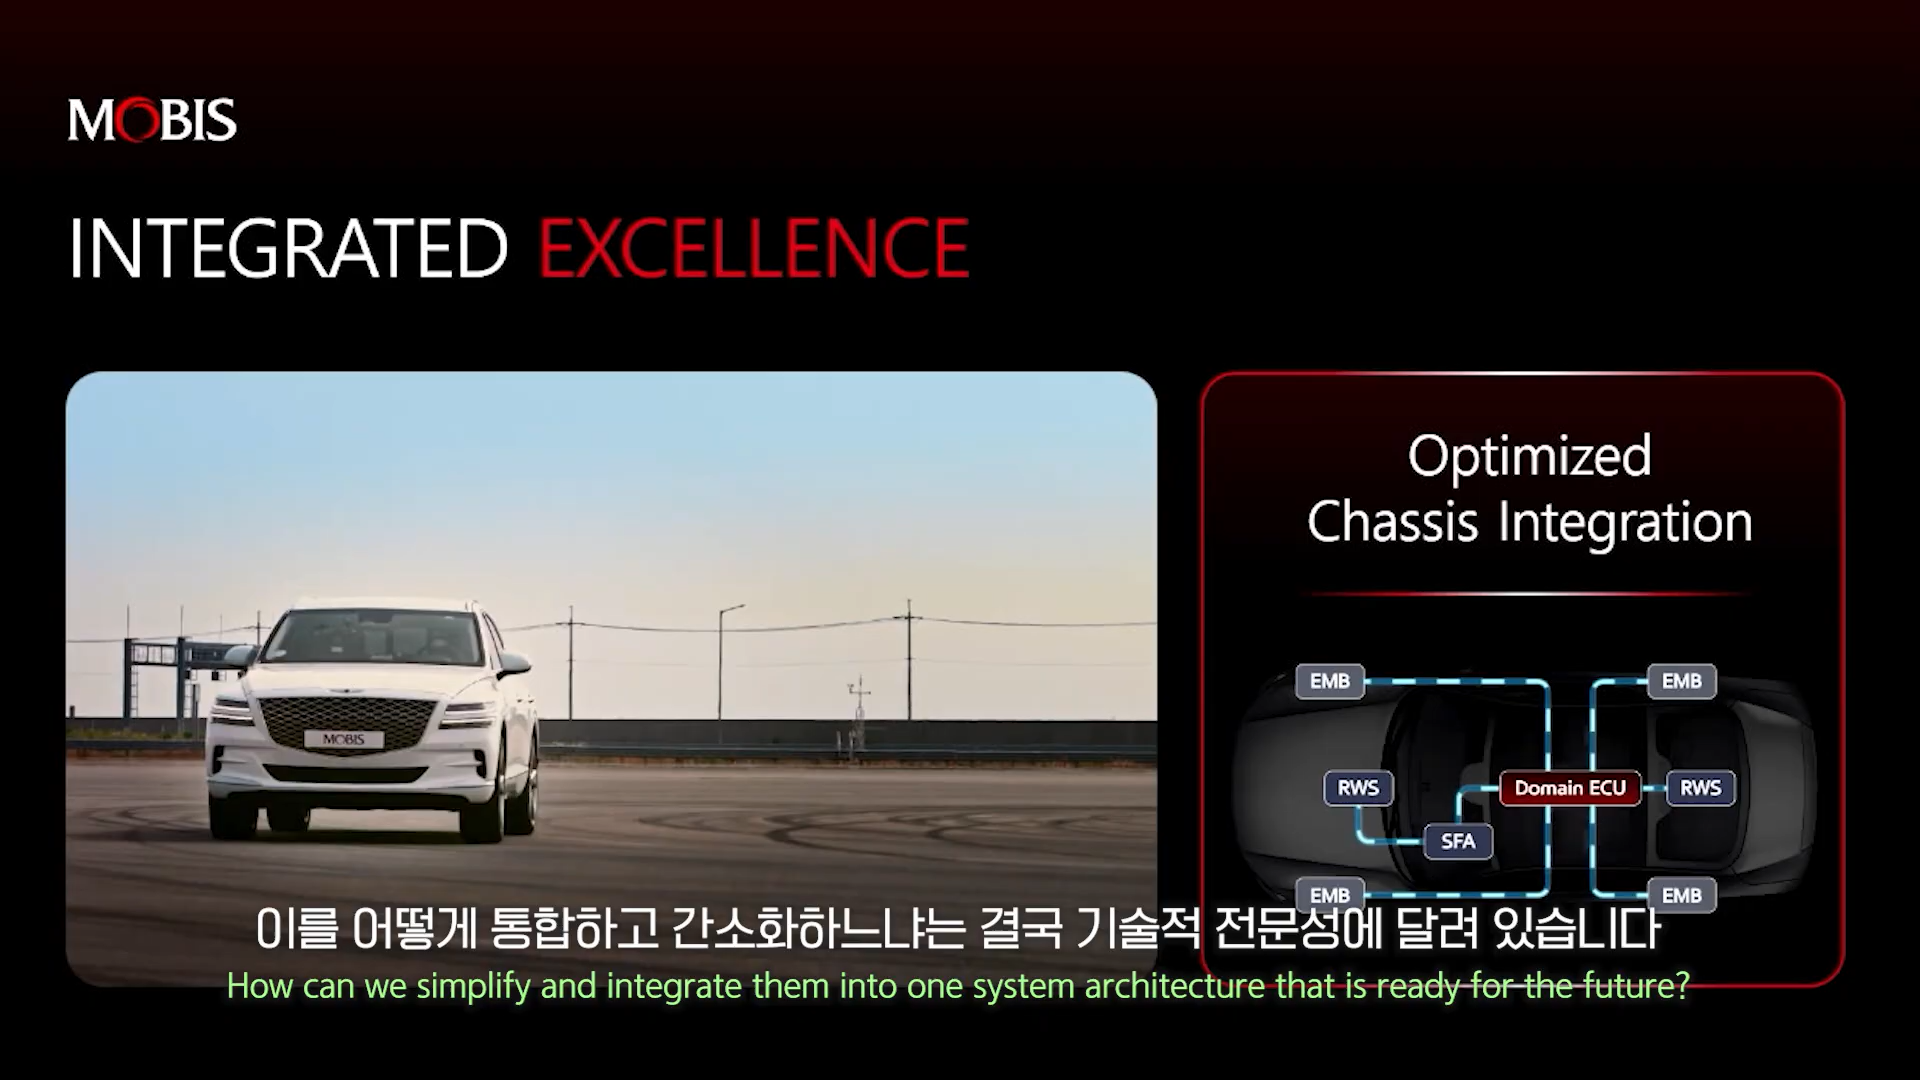 MOBIS
INTEGRATED EXCELLENCE
MOBIS
Optimized
Chassis Integration
EMB
EMB
RWS
Domain ECU
RWS
SFA
EMB
EMB
이를 어떻게 통합하고 간소화하느냐는 결국 기술적 전문성에 달려 있습니다
How can we simplify and integrate them into one system architecture that is ready for the future?